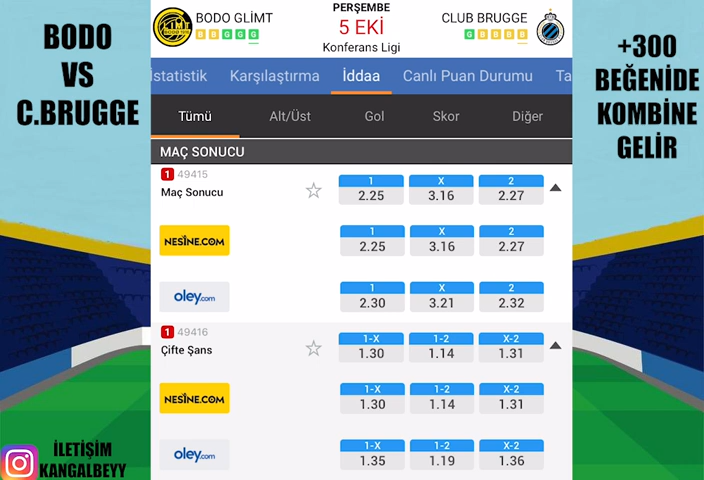 BODO
VS
C.BRUGGE
BODO GLİMT
B B G G G
PERŞEMBE
5 EKİ
Konferans Ligi
CLUB BRUGGE
G B B B B
+300
BEĞENİDE
KOMBİNE
GELİR
İstatistik Karşılaştırma İddaa Canlı Puan Durumu Ta
Tümü Alt/Üst Gol Skor Diğer
MAÇ SONUCU
1 49415
Maç Sonucu
1 X 2
2.25 3.16 2.27
NESİNE.COM
1 X 2
2.25 3.16 2.27
oley.com
1 X 2
2.30 3.21 2.32
1 49416
Çifte Şans
1-X 1-2 X-2
1.30 1.14 1.31
NESİNE.COM
1-X 1-2 X-2
1.30 1.14 1.31
oley.com
1-X 1-2 X-2
1.35 1.19 1.36
İLETİŞİM
KANGALBEYY